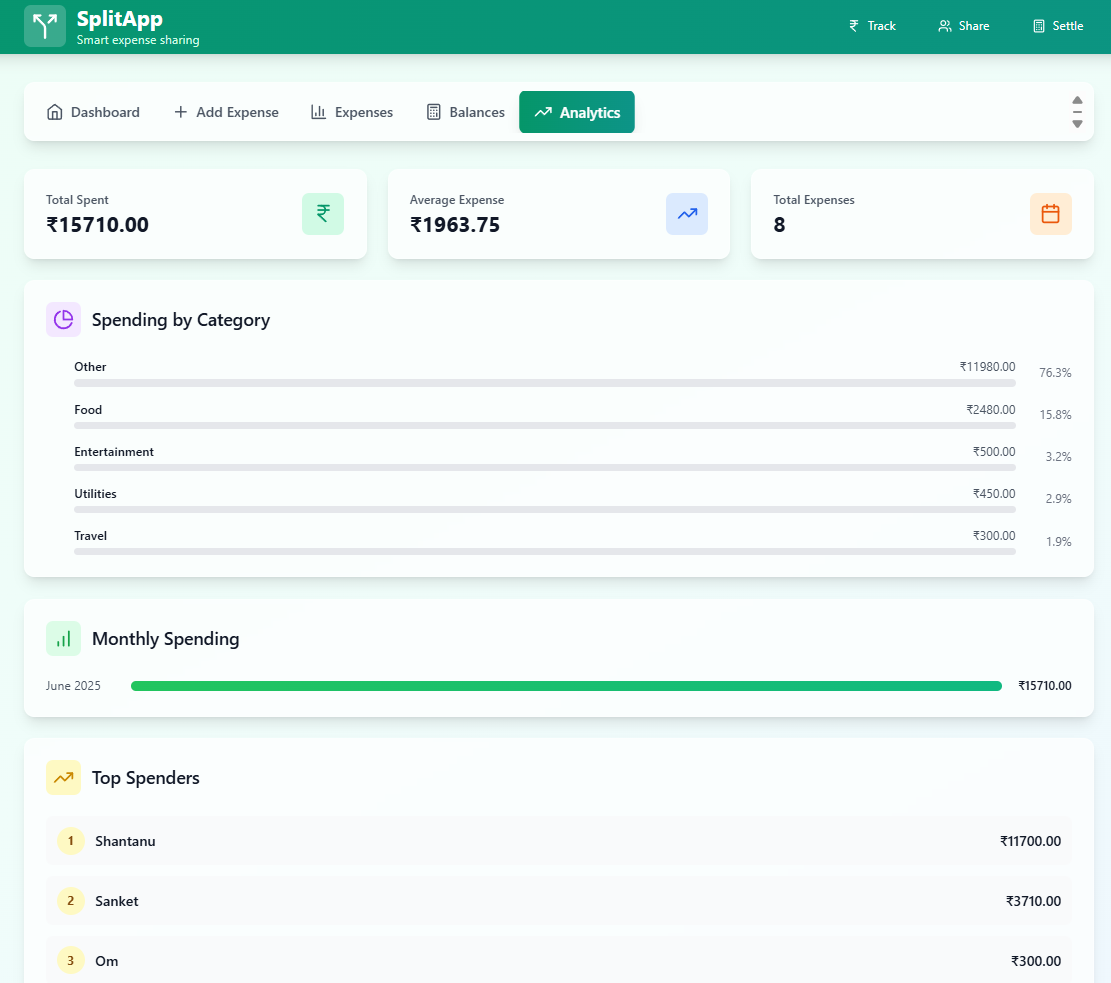 SplitApp
Smart expense sharing
₹ Track
Share
Settle
Dashboard
Add Expense
Expenses
Balances
Analytics
Total Spent
₹15710.00
₹
Average Expense
₹1963.75
Total Expenses
8
Spending by Category
Other ₹11980.00 76.3%
Food ₹2480.00 15.8%
Entertainment ₹500.00 3.2%
Utilities ₹450.00 2.9%
Travel ₹300.00 1.9%
Monthly Spending
June 2025 ₹15710.00
Top Spenders
1 Shantanu ₹11700.00
2 Sanket ₹3710.00
3 Om ₹300.00